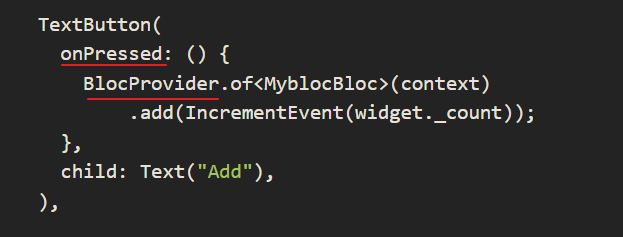 TextButton(
onPressed: () {
BlocProvider.of<MyblocBloc>(context)
.add(IncrementEvent(widget._count));
},
child: Text("Add"),
),